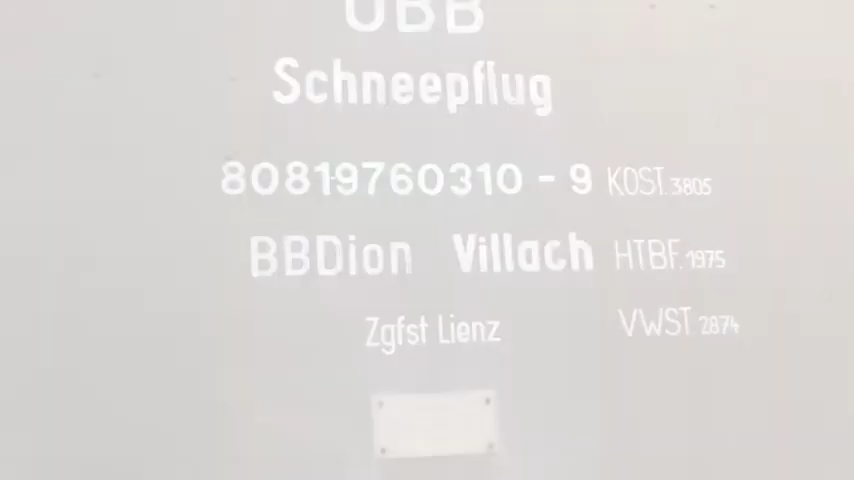 ÖBB
Schneepflug
80819760310 - 9 KOST. 3805
BBDion Villach HTBF. 1975
Zgfst Lienz VWST 2874